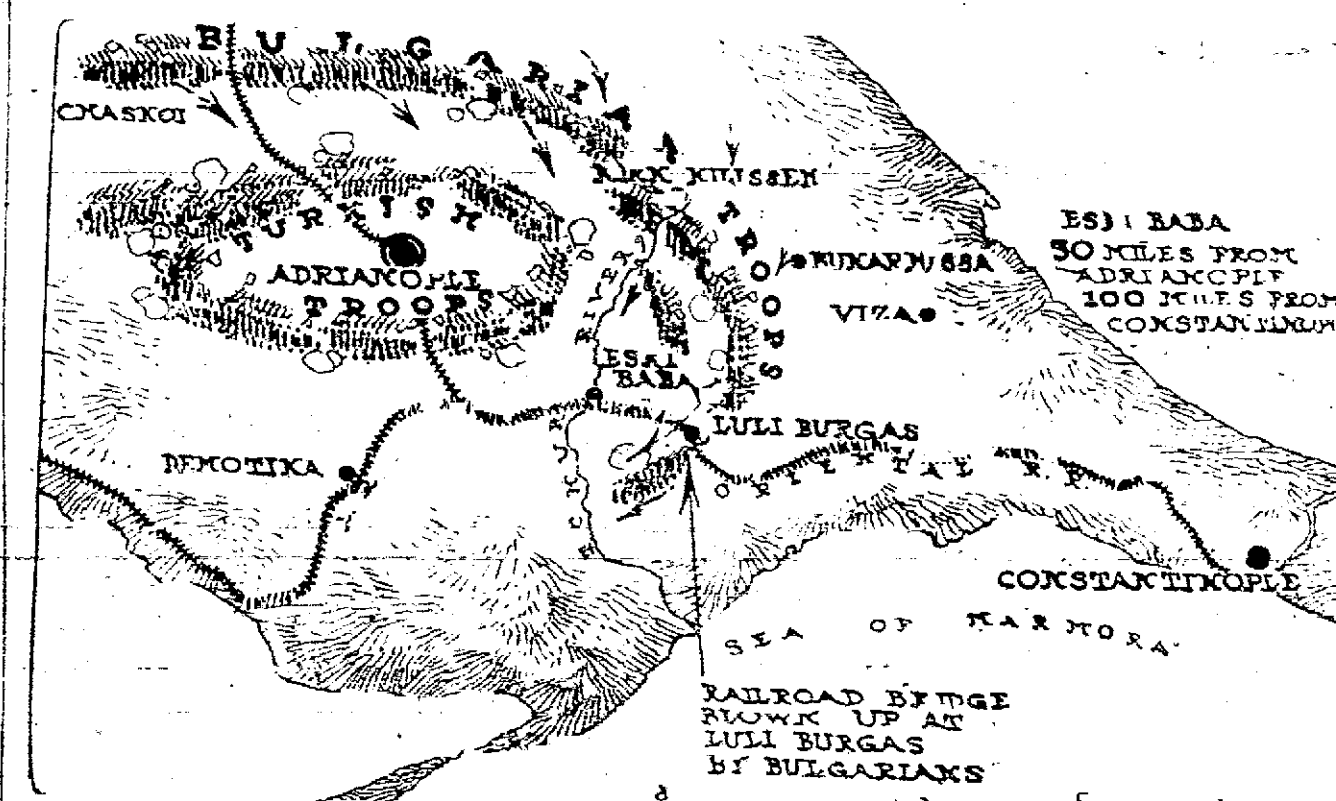 BULGARIA
CHASKOI
KIRK KILISSEH
TURKISH
ADRIANOPLE
TROOPS
TROOPS
RIVER
ESKI
BABA
VIZA
ESKI BABA
50 MILES FROM
ADRIANOPLE
100 MILES FROM
CONSTANTINOPLE
LULI BURGAS
DEMOTIKA
ORIENTAL R.R.
CONSTANTINOPLE
SEA OF MARMORA
RAILROAD BRIDGE
BLOWN UP AT
LULI BURGAS
BY BULGARIANS